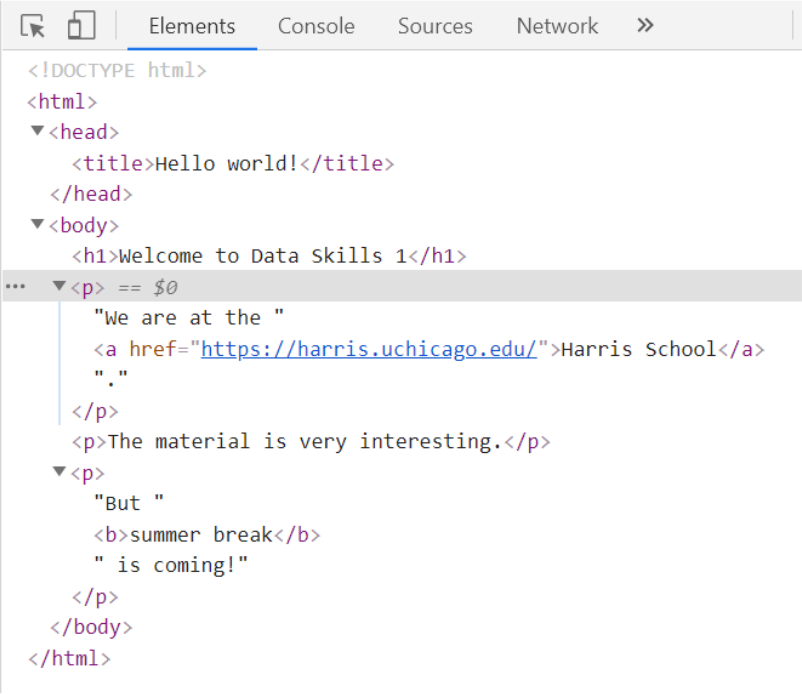 Elements Console Sources Network »
<!DOCTYPE html>
<html>
▼<head>
<title>Hello world!</title>
</head>
▼<body>
<h1>Welcome to Data Skills 1</h1>
••• ▼<p> == $0
"We are at the "
<a href="https://harris.uchicago.edu/">Harris School</a>
"."
</p>
<p>The material is very interesting.</p>
▼<p>
"But "
<b>summer break</b>
" is coming!"
</p>
</body>
</html>